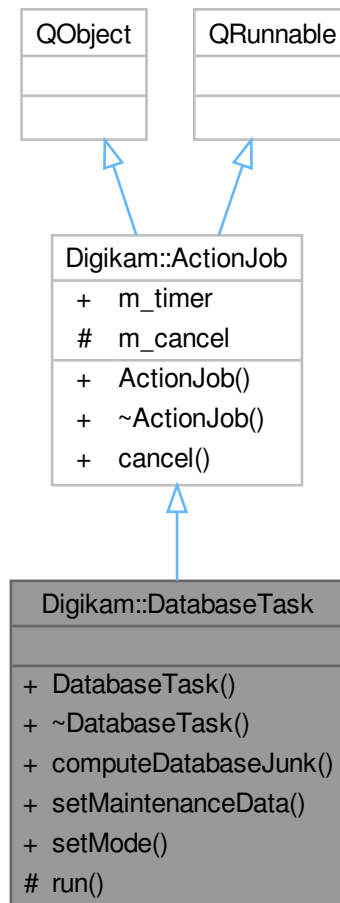 QObject
QRunnable
Digikam::ActionJob
+ m_timer
# m_cancel
+ ActionJob()
+ ~ActionJob()
+ cancel()
Digikam::DatabaseTask
+ DatabaseTask()
+ ~DatabaseTask()
+ computeDatabaseJunk()
+ setMaintenanceData()
+ setMode()
# run()